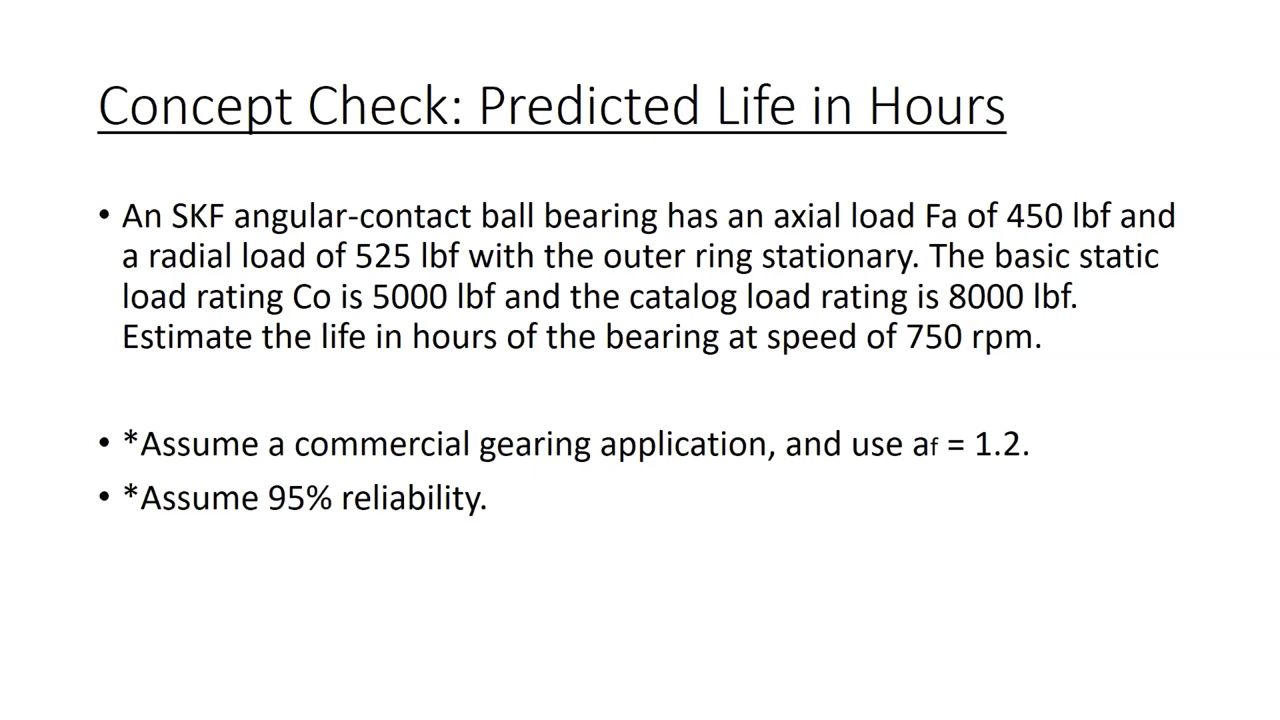 Concept Check: Predicted Life in Hours
• An SKF angular-contact ball bearing has an axial load Fa of 450 lbf and
a radial load of 525 lbf with the outer ring stationary. The basic static
load rating Co is 5000 lbf and the catalog load rating is 8000 lbf.
Estimate the life in hours of the bearing at speed of 750 rpm.
• *Assume a commercial gearing application, and use af = 1.2.
• *Assume 95% reliability.